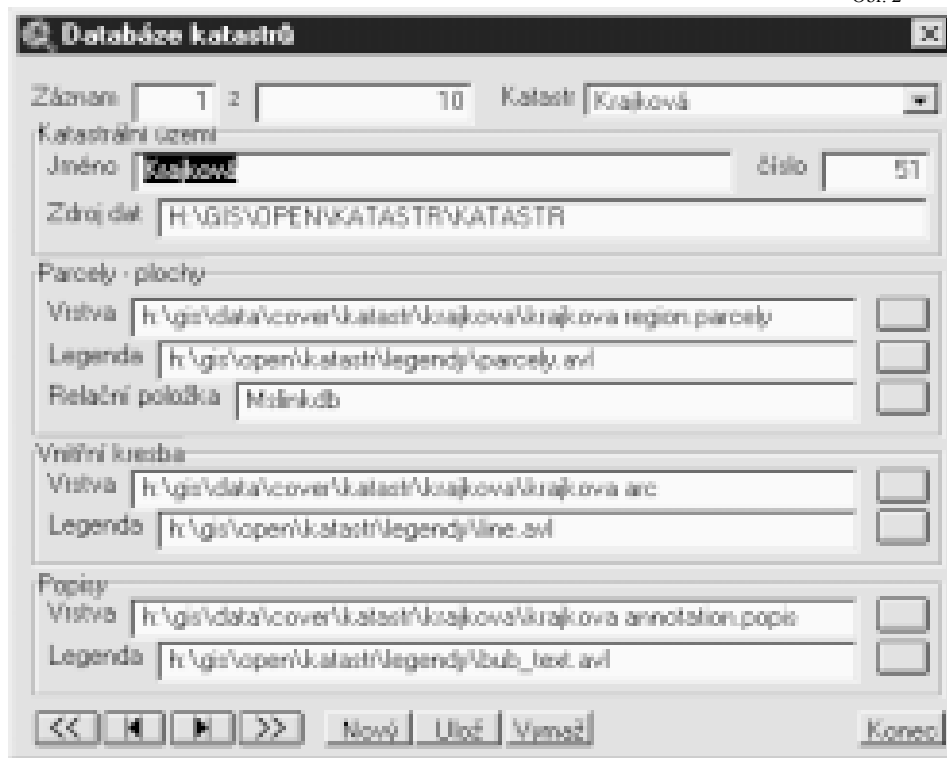 Obr. 2
Databáze katastrů
Záznam 1 z 10 Katastr Krajková
Katastrální území
Jméno Krajková číslo 51
Zdroj dat H:\GIS\OPEN\KATASTR\KATASTR
Parcely - plochy
Vrstva h:\gis\data\cover\katastr\krajkova\krajkova region.parcely
Legenda h:\gis\open\katastr\legendy\parcely.avl
Relační položka Mslinkdb
Vnitřní kresba
Vrstva h:\gis\data\cover\katastr\krajkova\krajkova arc
Legenda h:\gis\open\katastr\legendy\line.avl
Popisy
Vrstva h:\gis\data\cover\katastr\krajkova\krajkova annotation.popis
Legenda h:\gis\open\katastr\legendy\bub_text.avl
<< >> Nový Ulož Vymaž Konec